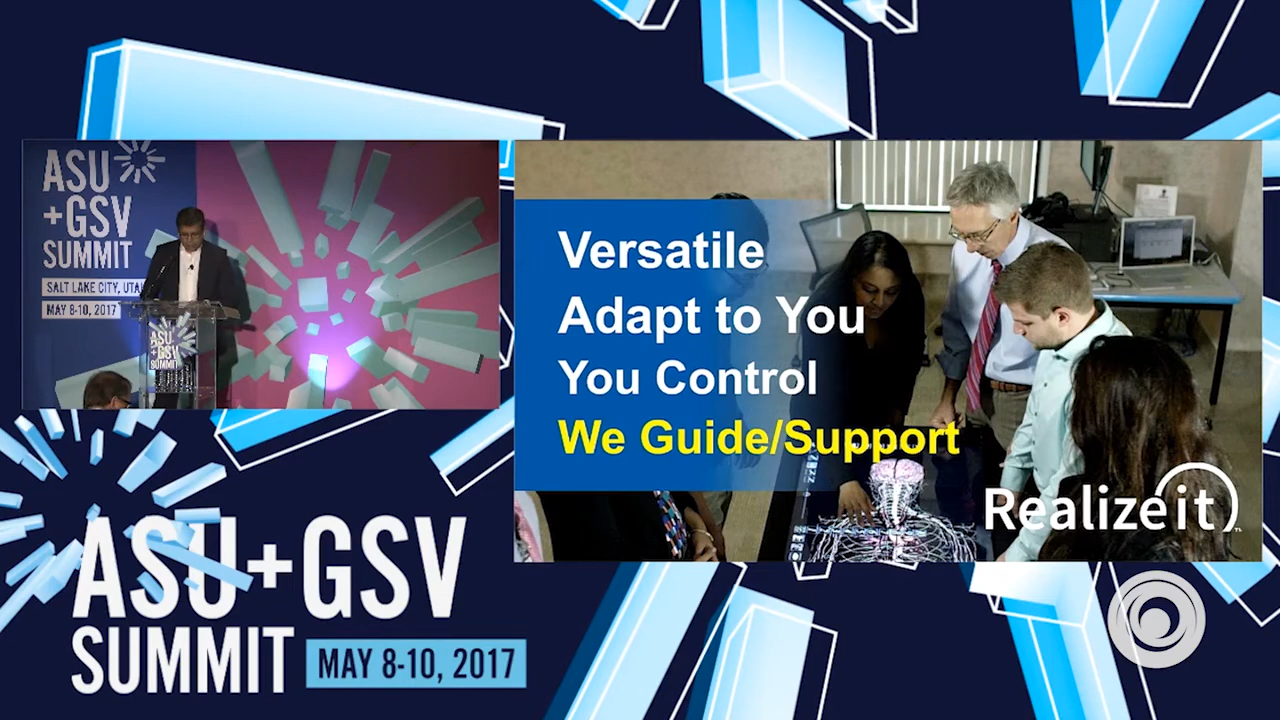 ASU
+GSV
SUMMIT
SALT LAKE CITY, UTAH
MAY 8-10, 2017
ASU
+GSV
SUMMIT
Versatile
Adapt to You
You Control
We Guide/Support
Realizeit
ASU+GSV
SUMMIT MAY 8-10, 2017